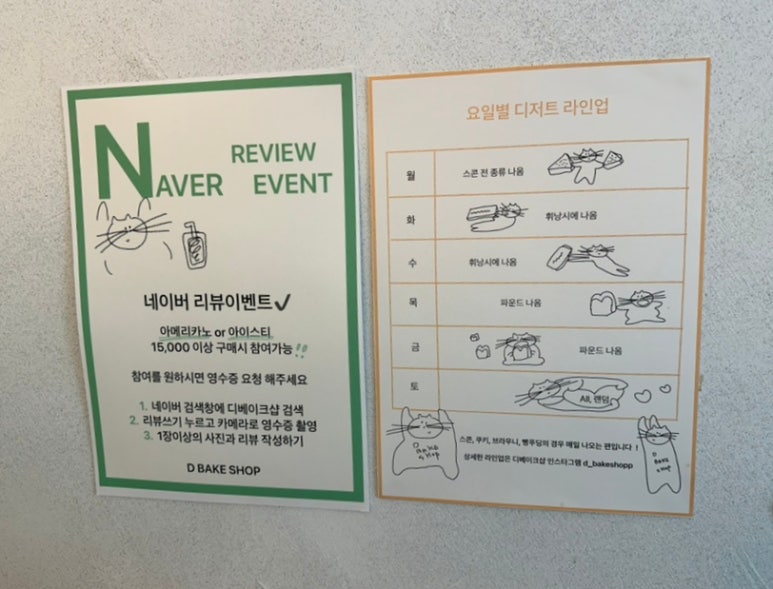 NAVER REVIEW EVENT
네이버 리뷰이벤트✓
아메리카노 or 아이스티
15,000 이상 구매시 참여가능!!
참여를 원하시면 영수증 요청 해주세요
1. 네이버 검색창에 디베이크샵 검색
2. 리뷰쓰기 누르고 카메라로 영수증 촬영
3. 1장이상의 사진과 리뷰 작성하기
D BAKE SHOP
요일별 디저트 라인업
월 스콘 전 종류 나옴
화 휘낭시에 나옴
수 휘낭시에 나옴
목 파운드 나옴
금 파운드 나옴
토 All, 랜덤
스콘, 쿠키, 브라우니, 빵푸딩의 경우 매일 나오는 편입니다 !
상세한 라인업은 디베이크샵 인스타그램 d_bakeshopp
D Bake Shop
D Bake Shop